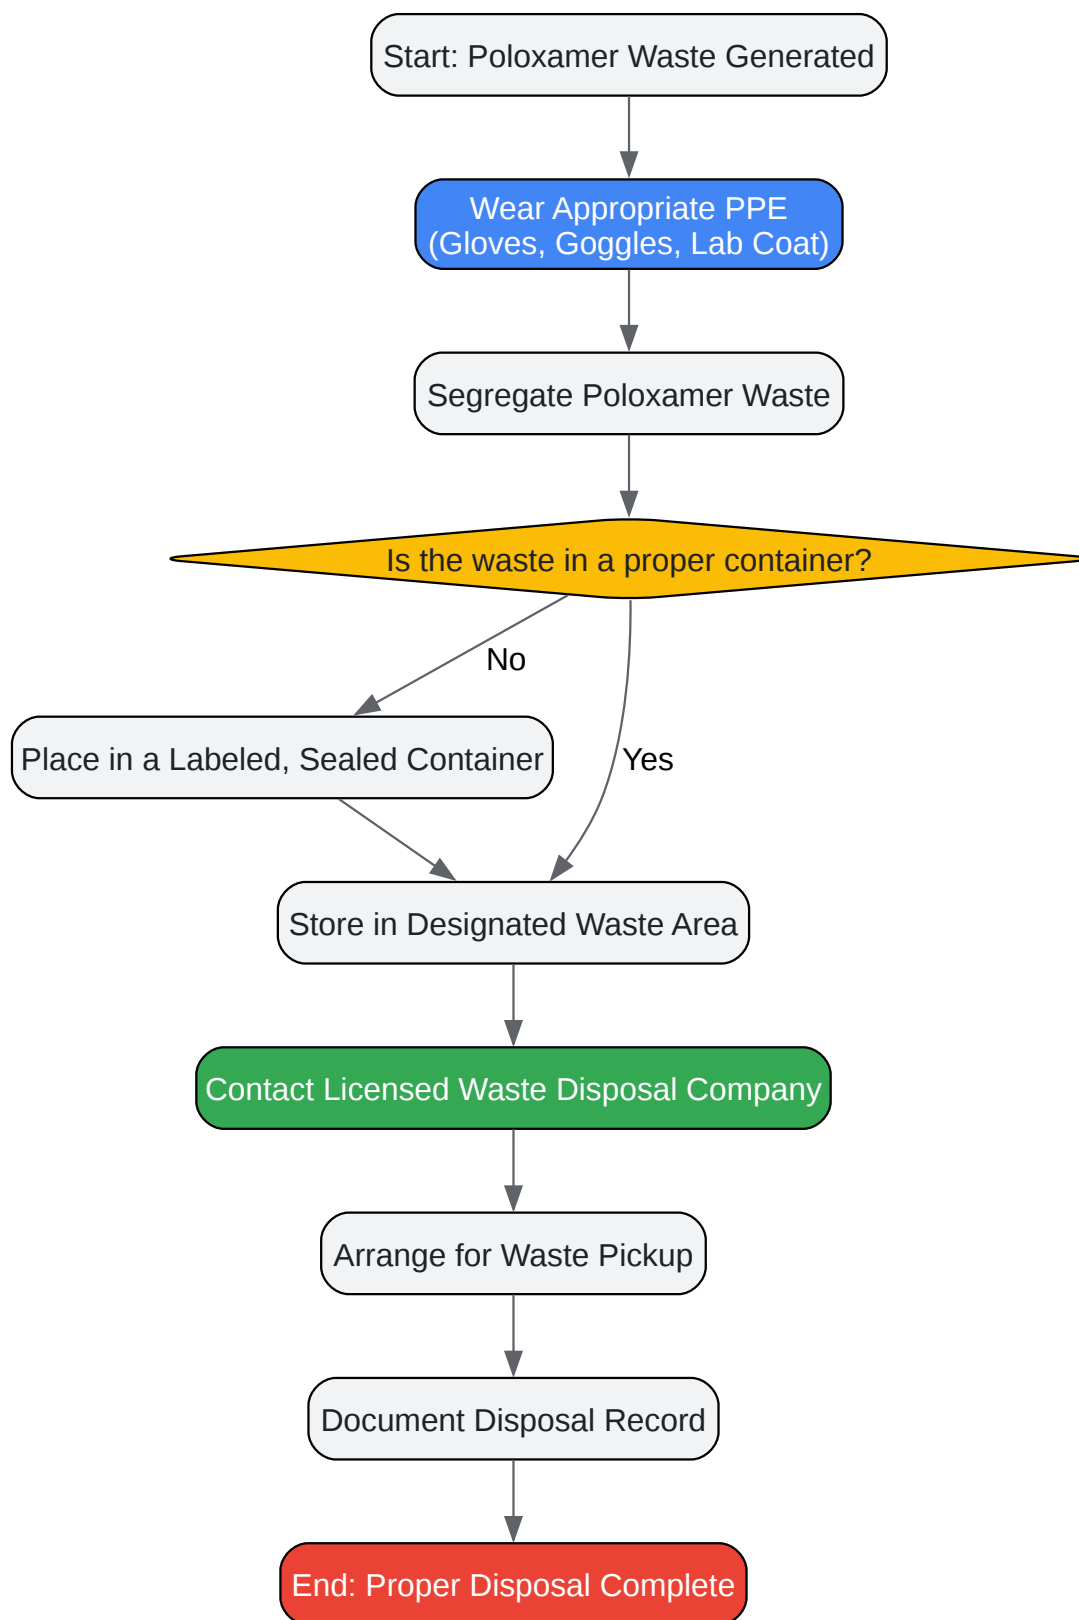 Start: Poloxamer Waste Generated
Wear Appropriate PPE
(Gloves, Goggles, Lab Coat)
Segregate Poloxamer Waste
Is the waste in a proper container?
No
Place in a Labeled, Sealed Container
Yes
Store in Designated Waste Area
Contact Licensed Waste Disposal Company
Arrange for Waste Pickup
Document Disposal Record
End: Proper Disposal Complete